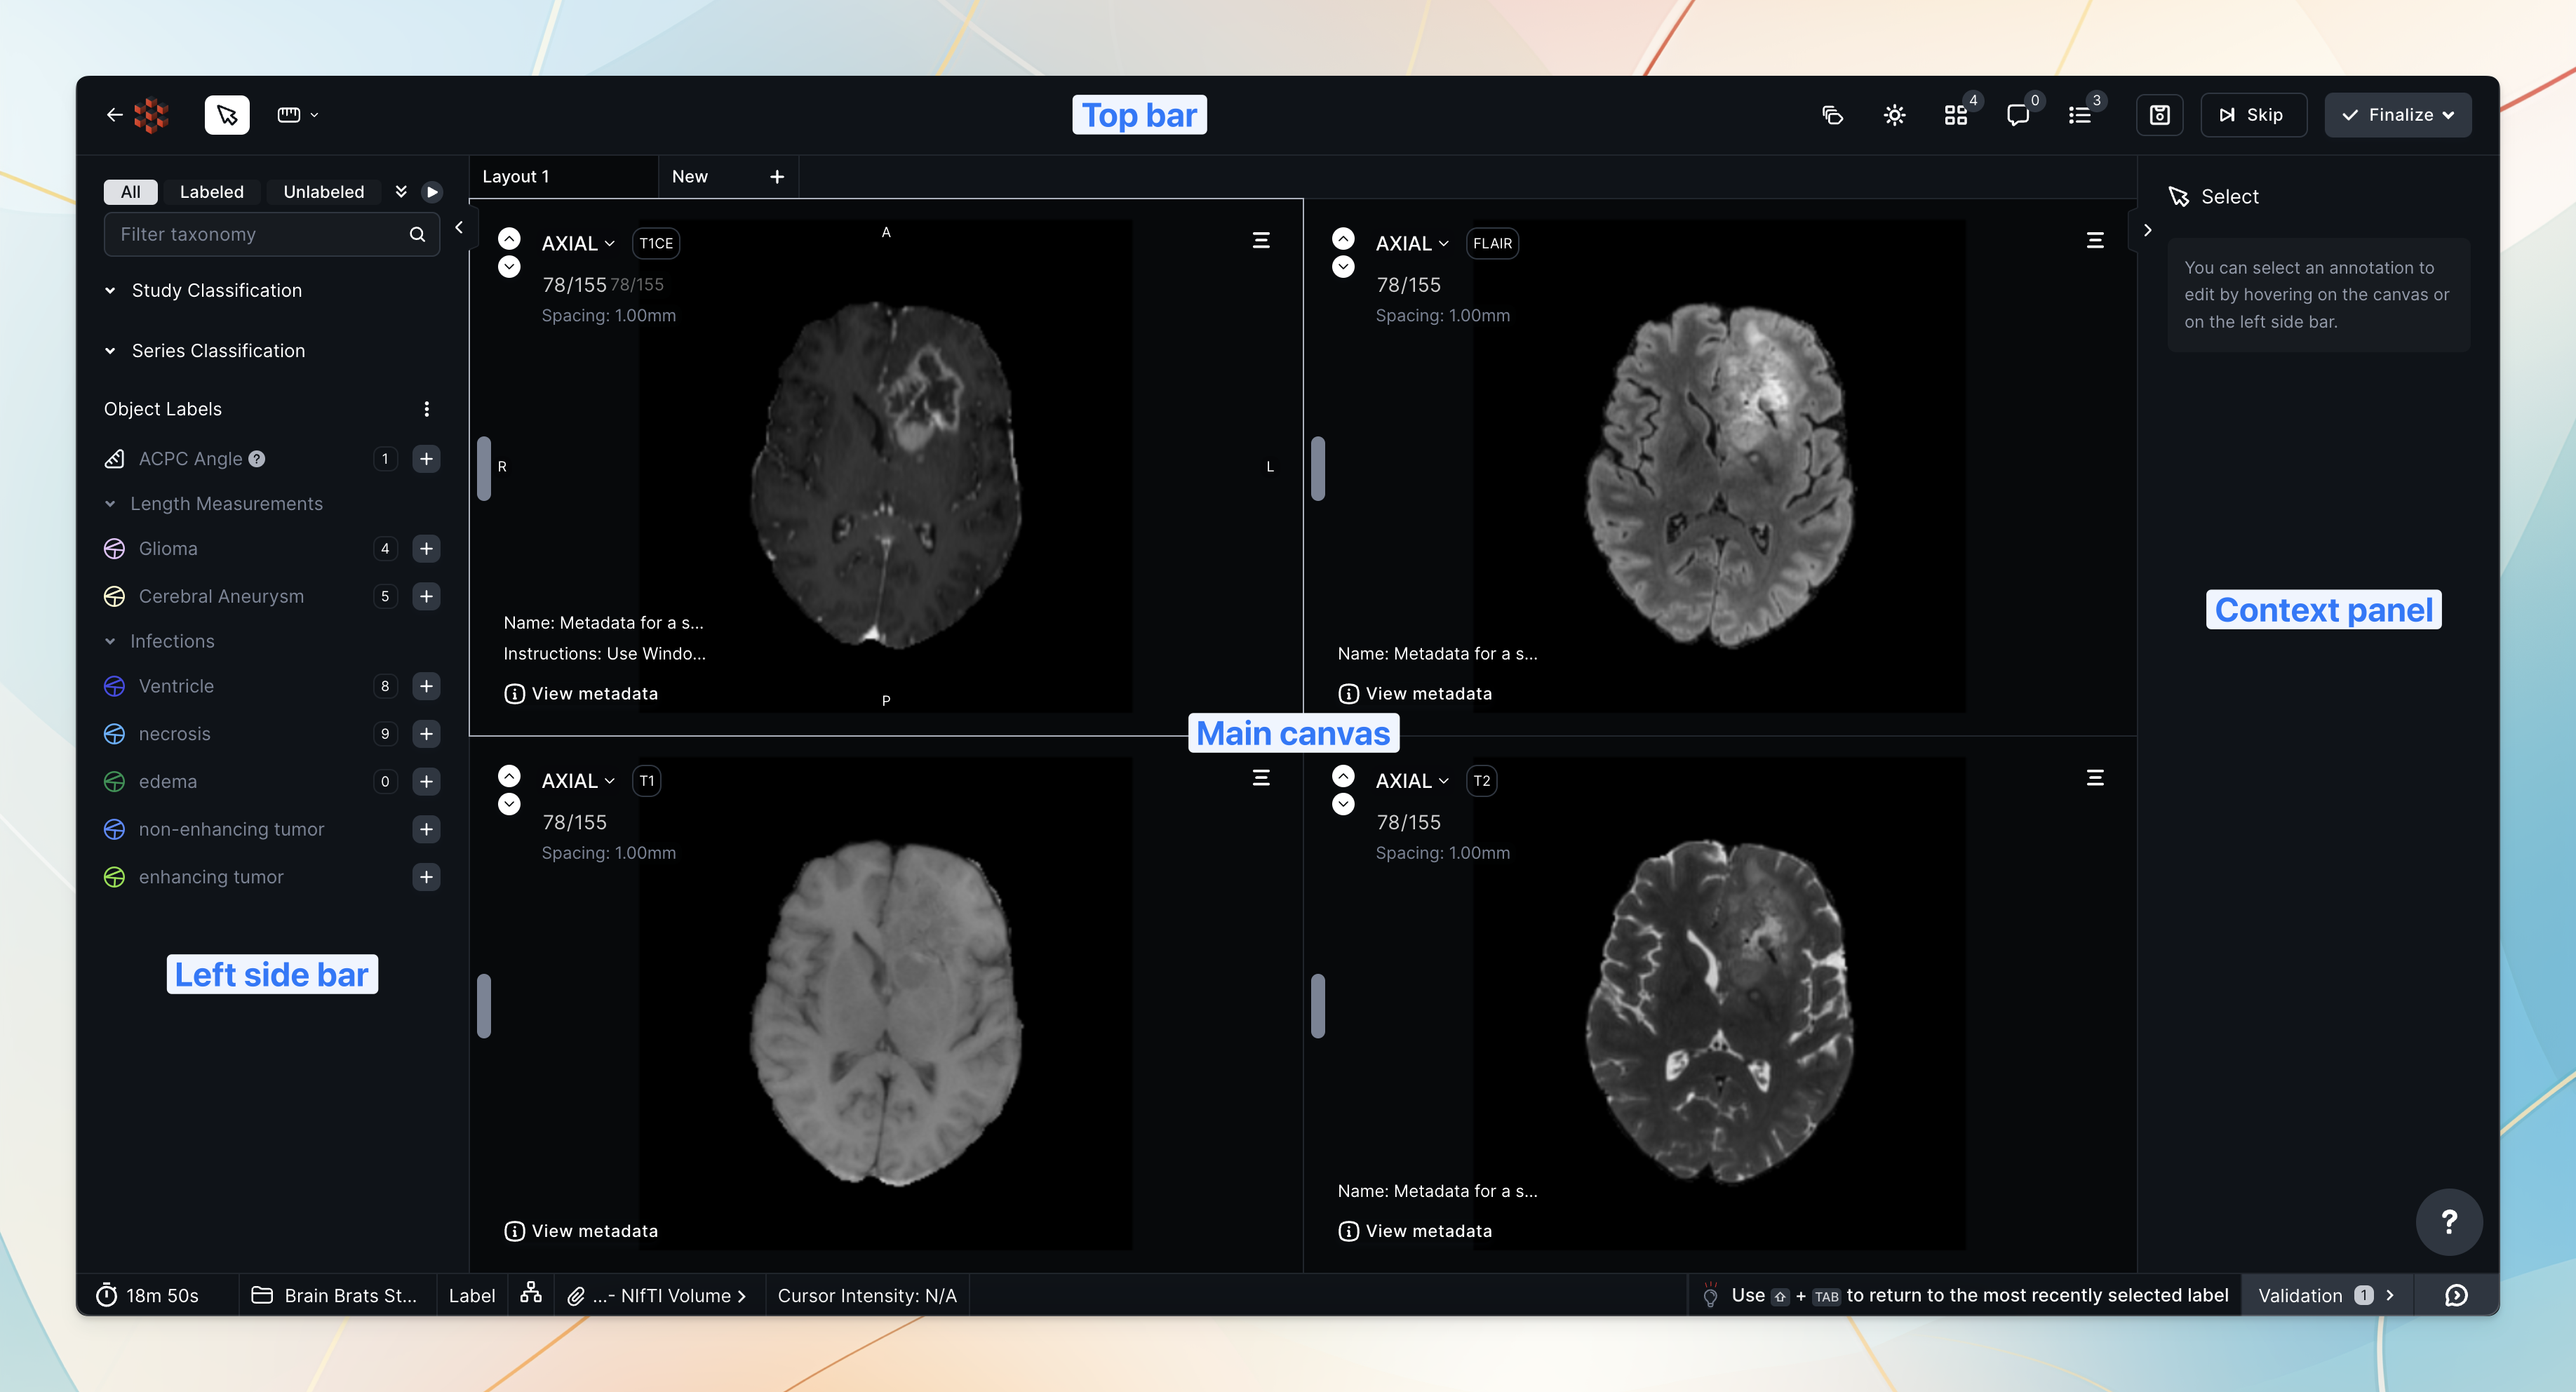 Top bar
4
0
3
Skip
Finalize
All
Labeled
Unlabeled
Filter taxonomy
Study Classification
Series Classification
Object Labels
ACPC Angle ?
1
Length Measurements
Glioma
4
Cerebral Aneurysm
5
Infections
Ventricle
8
necrosis
9
edema
0
non-enhancing tumor
enhancing tumor
Left side bar
Layout 1
New
AXIAL
T1CE
A
78/155 78/155
Spacing: 1.00mm
R
L
Name: Metadata for a s...
Instructions: Use Windo...
View metadata
P
AXIAL
FLAIR
78/155
Spacing: 1.00mm
Name: Metadata for a s...
View metadata
Main canvas
AXIAL
T1
78/155
Spacing: 1.00mm
View metadata
AXIAL
T2
78/155
Spacing: 1.00mm
Name: Metadata for a s...
View metadata
Select
You can select an annotation to
edit by hovering on the canvas or
on the left side bar.
Context panel
?
18m 50s
Brain Brats St...
Label
...- NIfTI Volume
Cursor Intensity: N/A
Use ⇧ + TAB to return to the most recently selected label
Validation 1